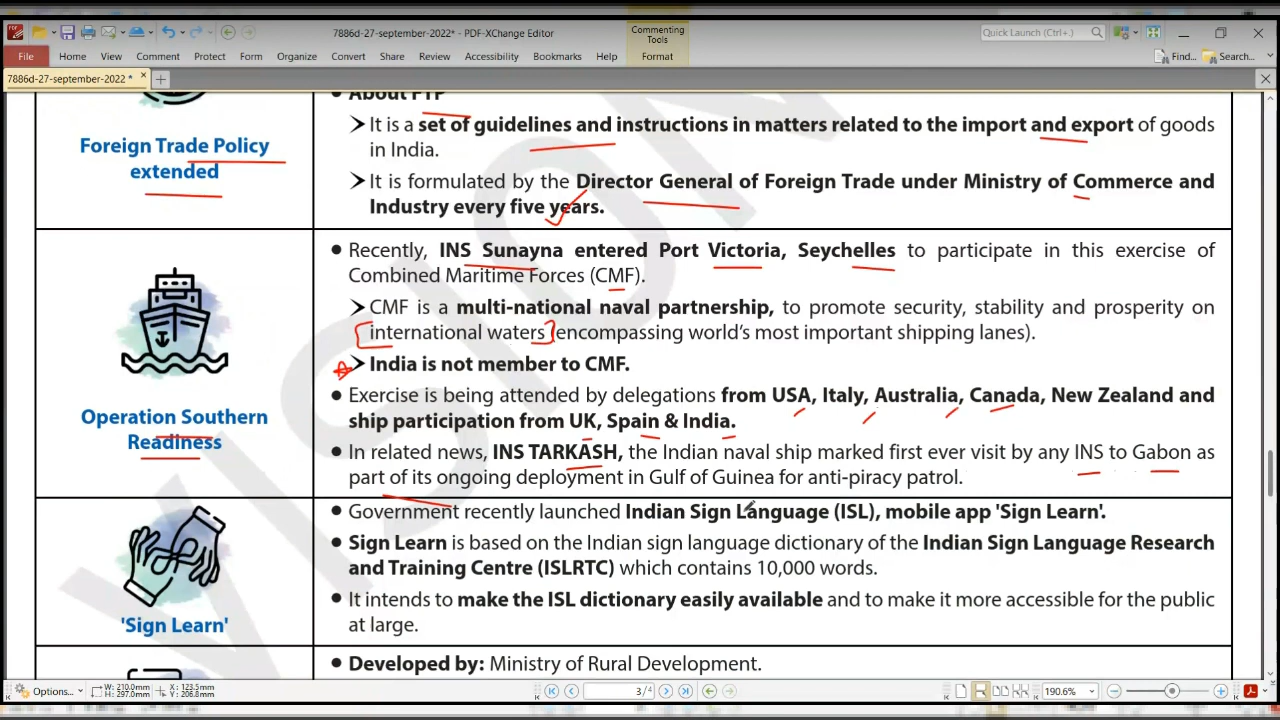 7886d-27-september-2022* - PDF-XChange Editor
Commenting Tools
Quick Launch (Ctrl+.)
File Home View Comment Protect Form Organize Convert Share Review Accessibility Bookmarks Help Format
Find... Search...
7886d-27-september-2022 *
About FTP
Foreign Trade Policy
extended
It is a set of guidelines and instructions in matters related to the import and export of goods
in India.
It is formulated by the Director General of Foreign Trade under Ministry of Commerce and
Industry every five years.
Operation Southern
Readiness
• Recently, INS Sunayna entered Port Victoria, Seychelles to participate in this exercise of
Combined Maritime Forces (CMF).
CMF is a multi-national naval partnership, to promote security, stability and prosperity on
international waters (encompassing world's most important shipping lanes).
India is not member to CMF.
• Exercise is being attended by delegations from USA, Italy, Australia, Canada, New Zealand and
ship participation from UK, Spain & India.
• In related news, INS TARKASH, the Indian naval ship marked first ever visit by any INS to Gabon as
part of its ongoing deployment in Gulf of Guinea for anti-piracy patrol.
'Sign Learn'
• Government recently launched Indian Sign Language (ISL), mobile app 'Sign Learn'.
• Sign Learn is based on the Indian sign language dictionary of the Indian Sign Language Research
and Training Centre (ISLRTC) which contains 10,000 words.
• It intends to make the ISL dictionary easily available and to make it more accessible for the public
at large.
• Developed by: Ministry of Rural Development.
VISION
Options...
W: 210.0mm
H: 297.0mm
X: 123.5mm
Y: 206.8mm
3/4
190.6%